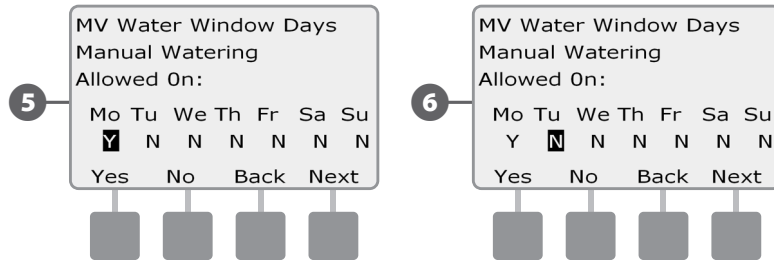 5
MV Water Window Days
Manual Watering
Allowed 0n:
Mo Tu We Th Fr Sa Su
Y N N N N N N
Yes No Back Next
6
MV Water Window Days
Manual Watering
Allowed 0n:
Mo Tu We Th Fr Sa Su
Y N N N N N N
Yes No Back Next